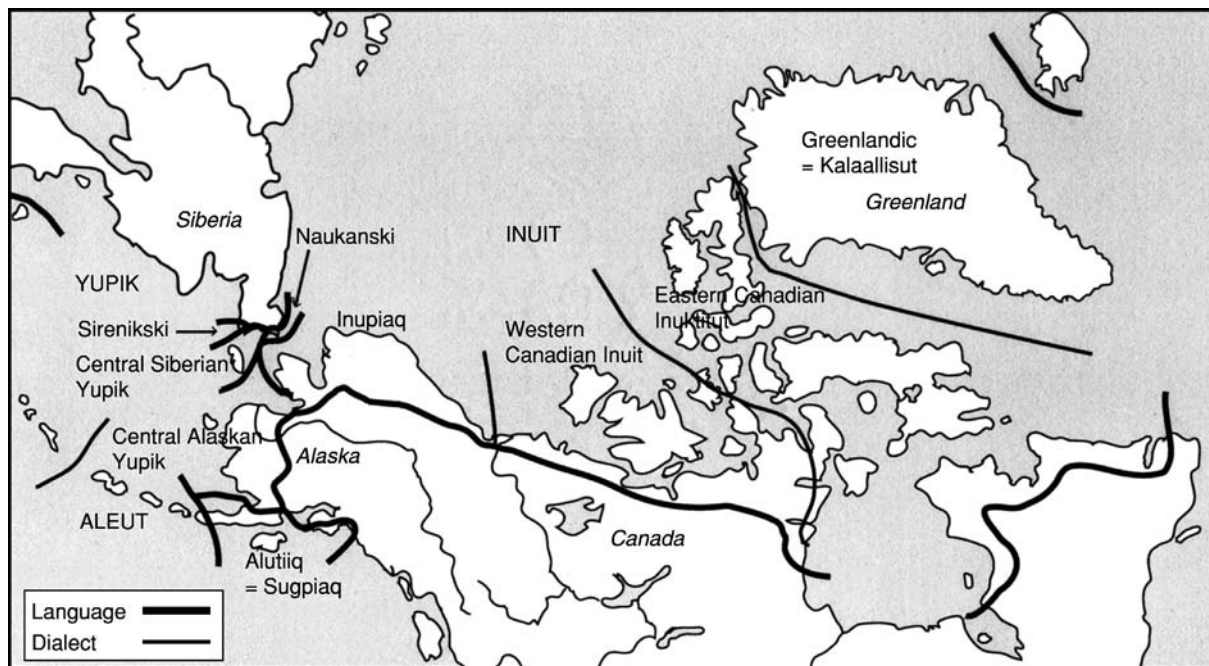 Greenlandic
= Kalaallisut
Greenland
Siberia
Naukanski
INUIT
YUPIK
Eastern Canadian
Inuktitut
Sirenikski
Inupiaq
Western
Canadian Inuit
Central Siberian
Yupik
Central Alaskan
Yupik
Alaska
ALEUT
Canada
Alutiiq
= Sugpiaq
Language
Dialect